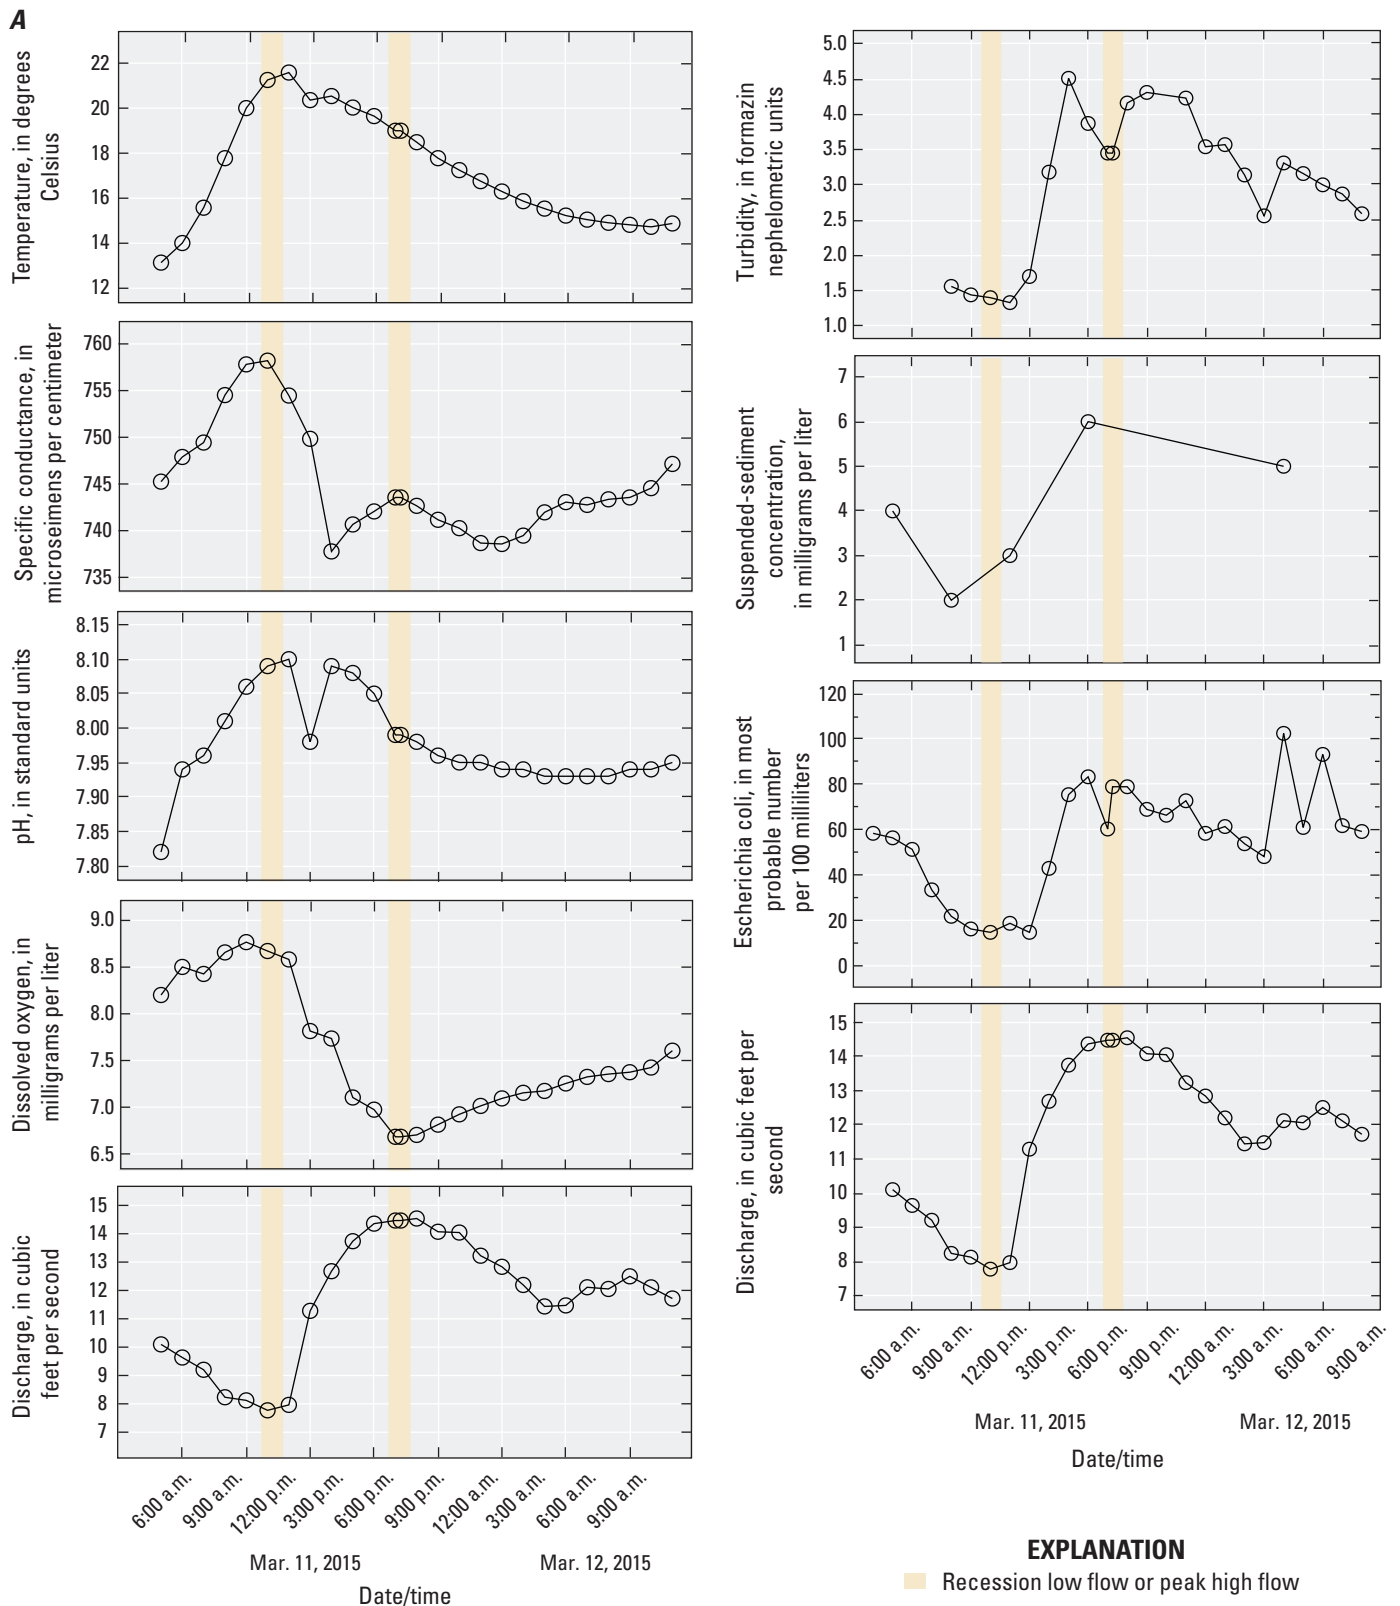 A
Temperature, in degrees
Celsius
22
20
18
16
14
12
Specific conductance, in
microseimens per centimeter
760
755
750
745
740
735
pH, in standard units
8.15
8.10
8.05
8.00
7.95
7.90
7.85
7.80
Dissolved oxygen, in
milligrams per liter
9.0
8.5
8.0
7.5
7.0
6.5
Discharge, in cubic
feet per second
15
14
13
12
11
10
9
8
7
6:00 a.m.
9:00 a.m.
12:00 p.m.
3:00 p.m.
6:00 p.m.
9:00 p.m.
12:00 a.m.
3:00 a.m.
6:00 a.m.
9:00 a.m.
Mar. 11, 2015
Mar. 12, 2015
Date/time
Turbidity, in formazin
nephelometric units
5.0
4.5
4.0
3.5
3.0
2.5
2.0
1.5
1.0
Suspended-sediment
concentration,
in milligrams per liter
7
6
5
4
3
2
1
Escherichia coli, in most
probable number
per 100 milliliters
120
100
80
60
40
20
0
Discharge, in cubic feet per
second
15
14
13
12
11
10
9
8
7
6:00 a.m.
9:00 a.m.
12:00 p.m.
3:00 p.m.
6:00 p.m.
9:00 p.m.
12:00 a.m.
3:00 a.m.
6:00 a.m.
9:00 a.m.
Mar. 11, 2015
Mar. 12, 2015
Date/time
EXPLANATION
Recession low flow or peak high flow